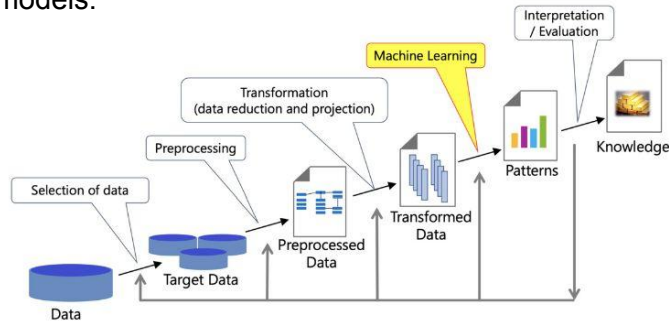 models:
Interpretation
/ Evaluation
Machine Learning
Transformation
(data reduction and projection)
Preprocessing
Selection of data
Knowledge
Patterns
Transformed
Data
Preprocessed
Data
Target Data
Data